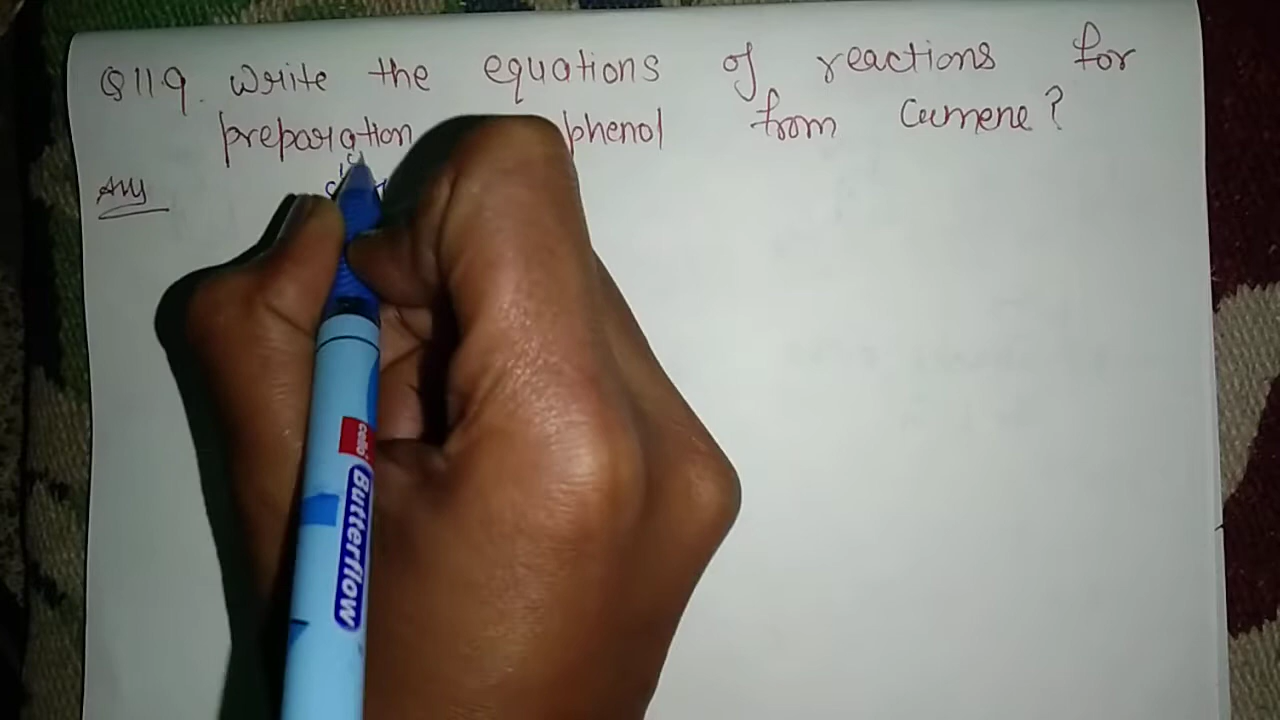 Q119. Write the equations of reactions for
preparation phenol from Cumene?
Ans
cello Butterflow